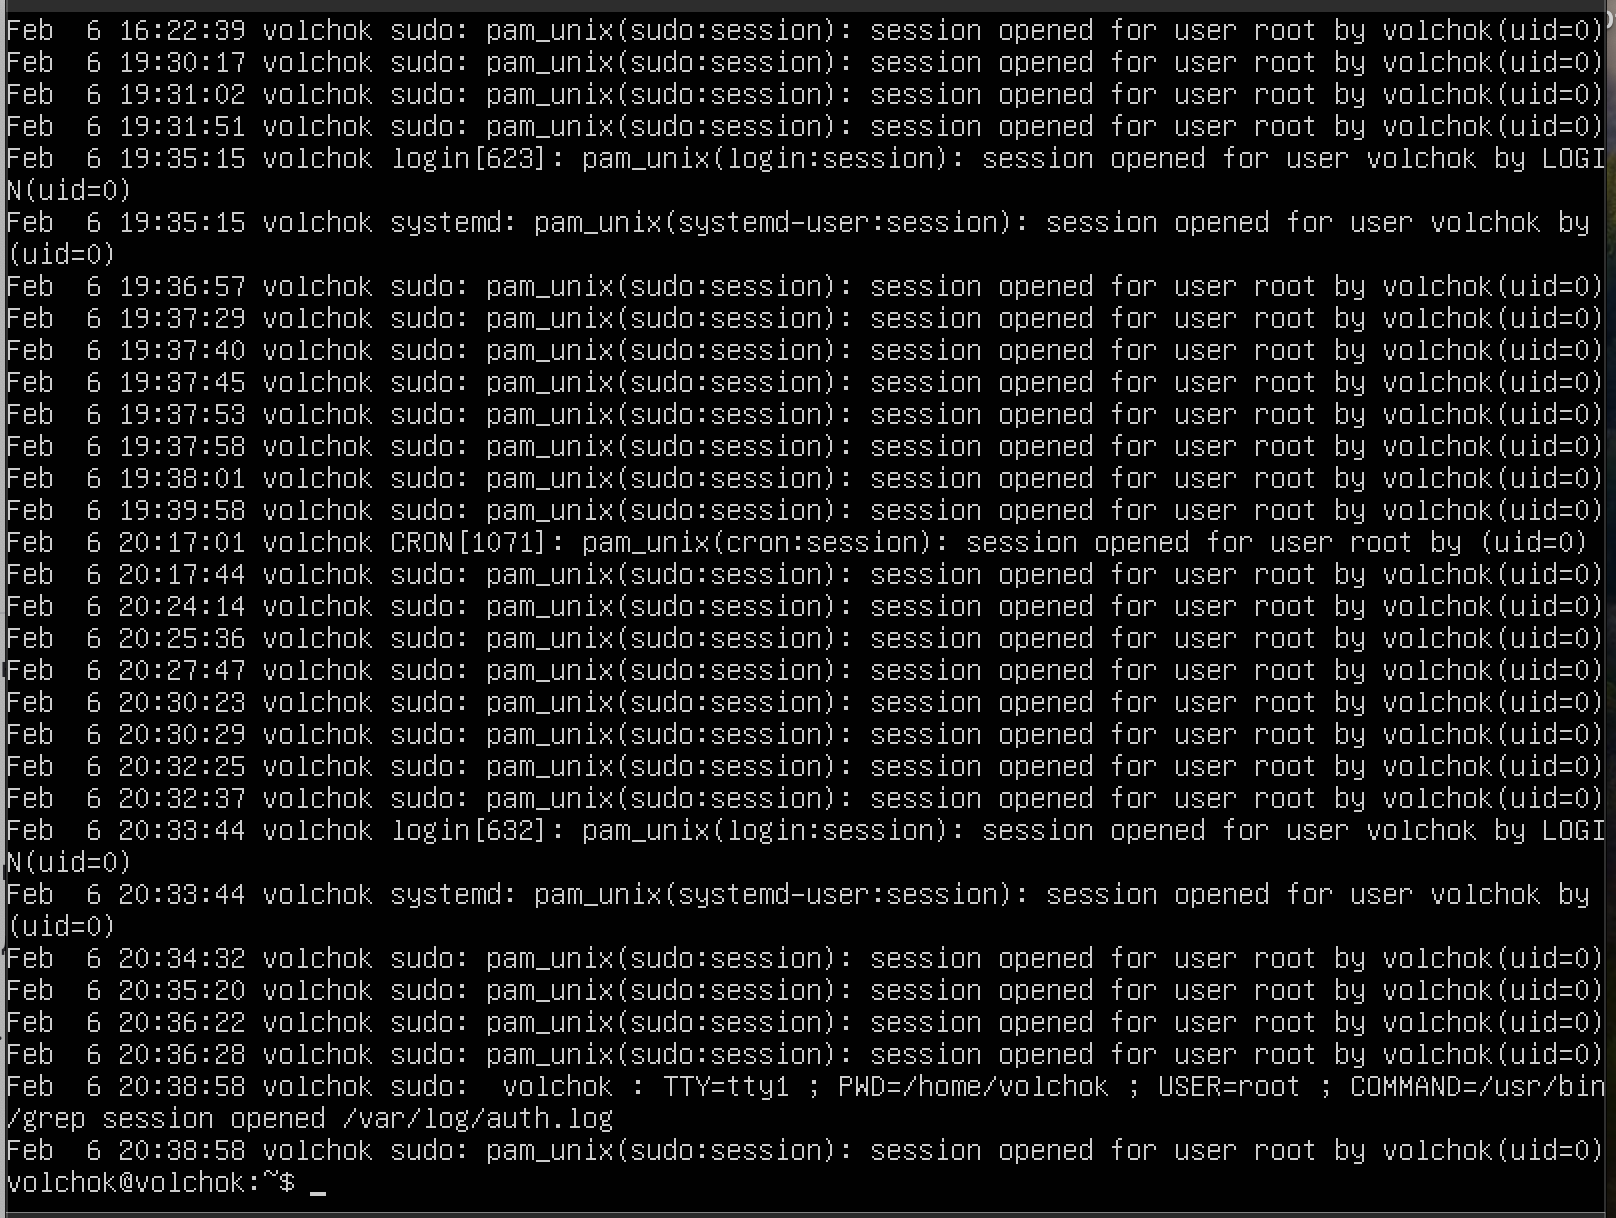 Feb  6 16:22:39 volchok sudo: pam_unix(sudo:session): session opened for user root by volchok(uid=0)
Feb  6 19:30:17 volchok sudo: pam_unix(sudo:session): session opened for user root by volchok(uid=0)
Feb  6 19:31:02 volchok sudo: pam_unix(sudo:session): session opened for user root by volchok(uid=0)
Feb  6 19:31:51 volchok sudo: pam_unix(sudo:session): session opened for user root by volchok(uid=0)
Feb  6 19:35:15 volchok login[623]: pam_unix(login:session): session opened for user volchok by LOGI
N(uid=0)
Feb  6 19:35:15 volchok systemd: pam_unix(systemd-user:session): session opened for user volchok by
(uid=0)
Feb  6 19:36:57 volchok sudo: pam_unix(sudo:session): session opened for user root by volchok(uid=0)
Feb  6 19:37:29 volchok sudo: pam_unix(sudo:session): session opened for user root by volchok(uid=0)
Feb  6 19:37:40 volchok sudo: pam_unix(sudo:session): session opened for user root by volchok(uid=0)
Feb  6 19:37:45 volchok sudo: pam_unix(sudo:session): session opened for user root by volchok(uid=0)
Feb  6 19:37:53 volchok sudo: pam_unix(sudo:session): session opened for user root by volchok(uid=0)
Feb  6 19:37:58 volchok sudo: pam_unix(sudo:session): session opened for user root by volchok(uid=0)
Feb  6 19:38:01 volchok sudo: pam_unix(sudo:session): session opened for user root by volchok(uid=0)
Feb  6 19:39:58 volchok sudo: pam_unix(sudo:session): session opened for user root by volchok(uid=0)
Feb  6 20:17:01 volchok CRON[1071]: pam_unix(cron:session): session opened for user root by (uid=0)
Feb  6 20:17:44 volchok sudo: pam_unix(sudo:session): session opened for user root by volchok(uid=0)
Feb  6 20:24:14 volchok sudo: pam_unix(sudo:session): session opened for user root by volchok(uid=0)
Feb  6 20:25:36 volchok sudo: pam_unix(sudo:session): session opened for user root by volchok(uid=0)
Feb  6 20:27:47 volchok sudo: pam_unix(sudo:session): session opened for user root by volchok(uid=0)
Feb  6 20:30:23 volchok sudo: pam_unix(sudo:session): session opened for user root by volchok(uid=0)
Feb  6 20:30:29 volchok sudo: pam_unix(sudo:session): session opened for user root by volchok(uid=0)
Feb  6 20:32:25 volchok sudo: pam_unix(sudo:session): session opened for user root by volchok(uid=0)
Feb  6 20:32:37 volchok sudo: pam_unix(sudo:session): session opened for user root by volchok(uid=0)
Feb  6 20:33:44 volchok login[632]: pam_unix(login:session): session opened for user volchok by LOGI
N(uid=0)
Feb  6 20:33:44 volchok systemd: pam_unix(systemd-user:session): session opened for user volchok by
(uid=0)
Feb  6 20:34:32 volchok sudo: pam_unix(sudo:session): session opened for user root by volchok(uid=0)
Feb  6 20:35:20 volchok sudo: pam_unix(sudo:session): session opened for user root by volchok(uid=0)
Feb  6 20:36:22 volchok sudo: pam_unix(sudo:session): session opened for user root by volchok(uid=0)
Feb  6 20:36:28 volchok sudo: pam_unix(sudo:session): session opened for user root by volchok(uid=0)
Feb  6 20:38:58 volchok sudo:  volchok : TTY=tty1 ; PWD=/home/volchok ; USER=root ; COMMAND=/usr/bin
/grep session opened /var/log/auth.log
Feb  6 20:38:58 volchok sudo: pam_unix(sudo:session): session opened for user root by volchok(uid=0)
volchok@volchok:~$ _